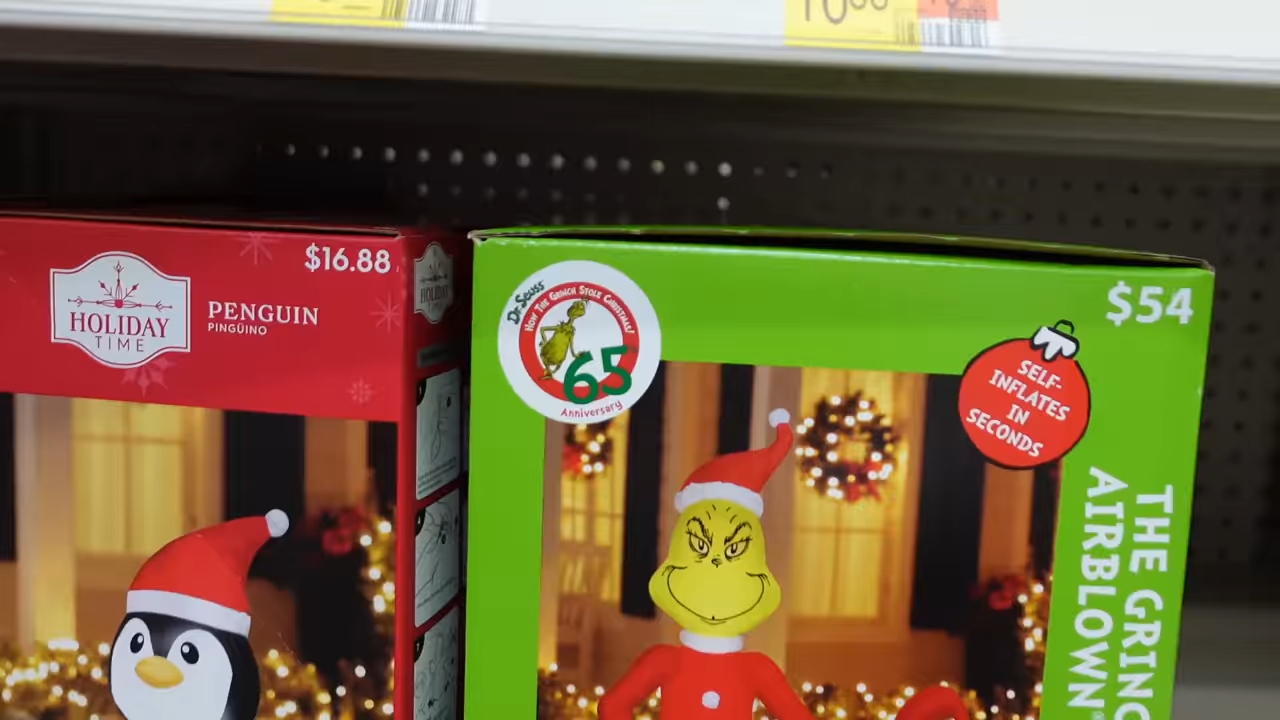 $16.88
HOLIDAY
TIME
PENGUIN
PINGÜINO
HOLIDAY
$54
Dr. Seuss
HOW THE GRINCH STOLE CHRISTMAS!
65
Anniversary
SELF-
INFLATES
IN
SECONDS
THE GRINC
AIRBLOWN